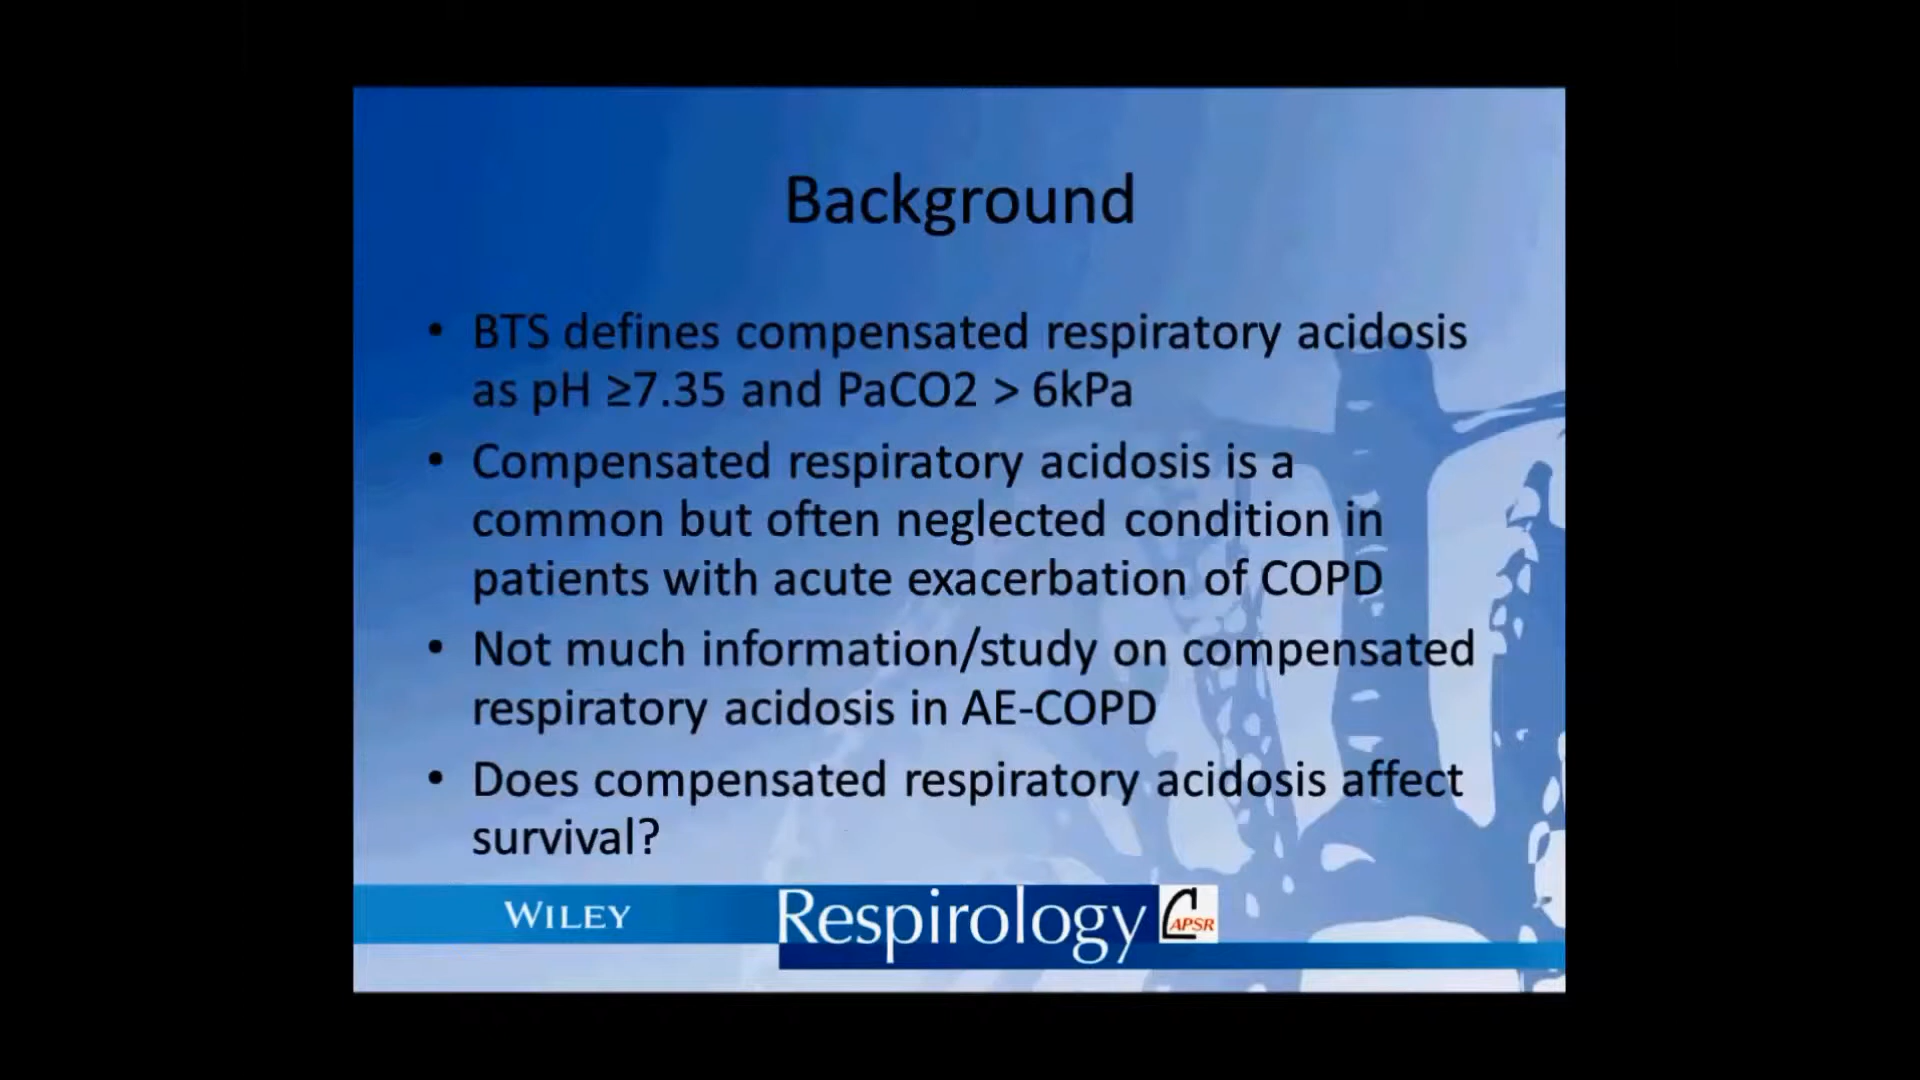 Background
• BTS defines compensated respiratory acidosis
as pH ≥7.35 and PaCO2 > 6kPa
• Compensated respiratory acidosis is a
common but often neglected condition in
patients with acute exacerbation of COPD
• Not much information/study on compensated
respiratory acidosis in AE-COPD
• Does compensated respiratory acidosis affect
survival?
WILEY
Respirology
APSR